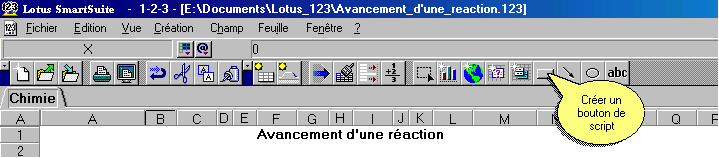 Lotus SmartSuite - 1-2-3 - [E:\Documents\Lotus_123\Avancement_d'une_reaction.123]
Fichier Edition Vue Création Champ Feuille Fenêtre ?
X @ 0
abc
Créer un
bouton de
script
Chimie
A A B C D E F G H I J K L M Q
1 Avancement d'une réaction
2